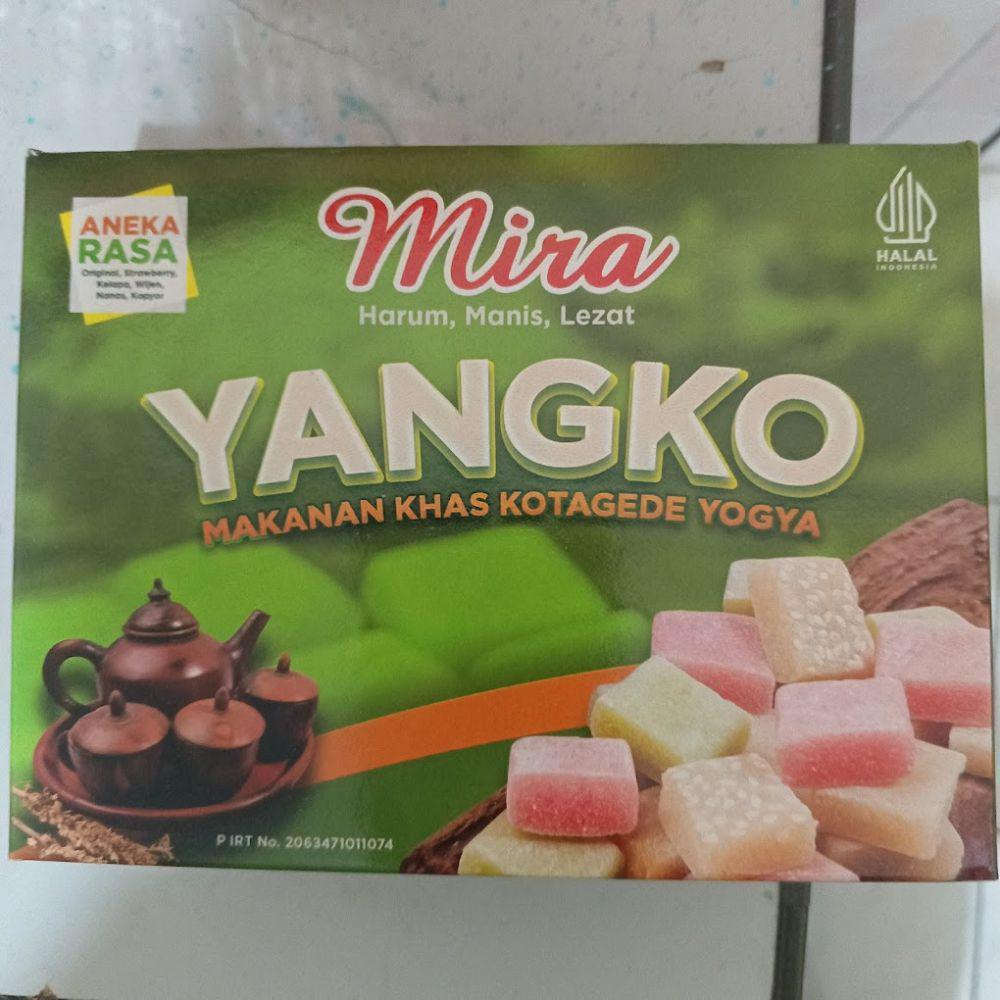 ANEKA
RASA
Original, Strawberry,
Kelapa, Wijen,
Nanas, Kopyor
Mira
Harum, Manis, Lezat
HALAL
INDONESIA
YANGKO
MAKANAN KHAS KOTAGEDE YOGYA
P IRT No. 2063471011074